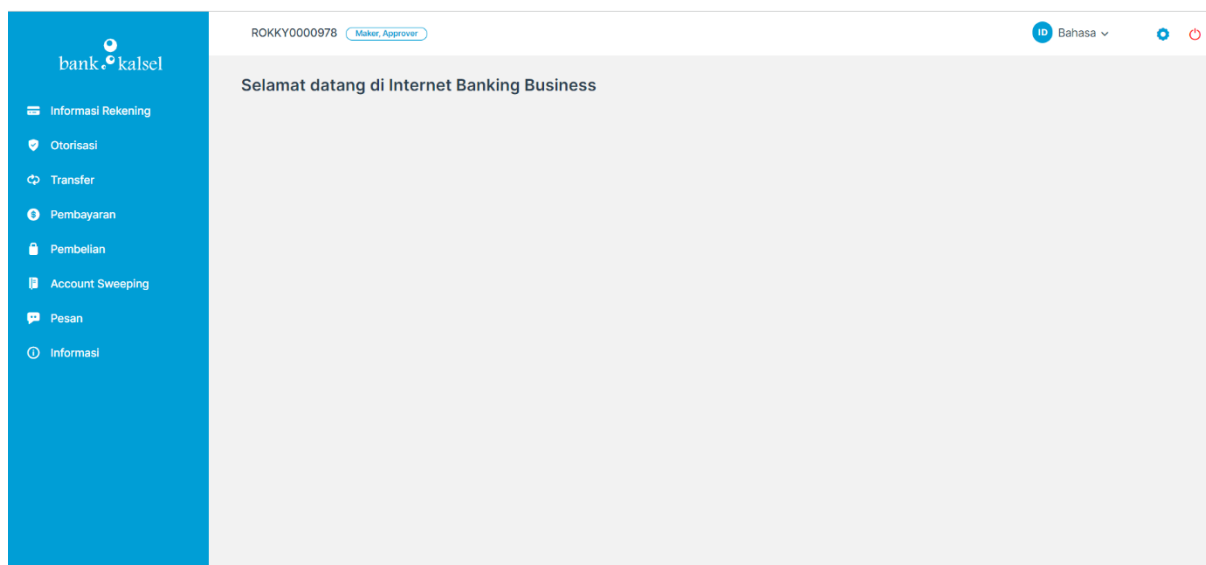 bank kalsel
Informasi Rekening
Otorisasi
Transfer
Pembayaran
Pembelian
Account Sweeping
Pesan
Informasi
ROKKY0000978 Maker, Approver
ID Bahasa
Selamat datang di Internet Banking Business